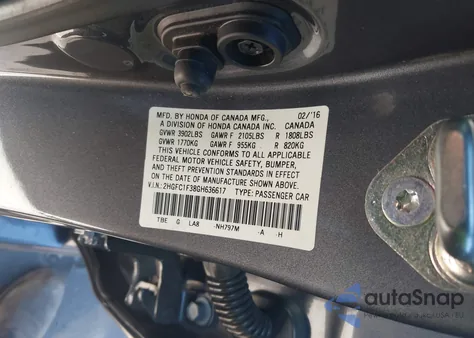 MFD. BY HONDA OF CANADA MFG., 02/'16
A DIVISION OF HONDA CANADA INC. CANADA
GVWR 3902LBS GAWR F 2105LBS R 1808LBS
GVWR 1770KG GAWR F 955KG R 820KG
THIS VEHICLE CONFORMS TO ALL APPLICABLE
FEDERAL MOTOR VEHICLE SAFETY, BUMPER,
AND THEFT PREVENTION STANDARDS IN EFFECT
ON THE DATE OF MANUFACTURE SHOWN ABOVE.
V.I.N.: 2HGFC1F38GH636617 TYPE: PASSENGER CAR
TBE G LA8 -NH797M -A -H
autaSnap